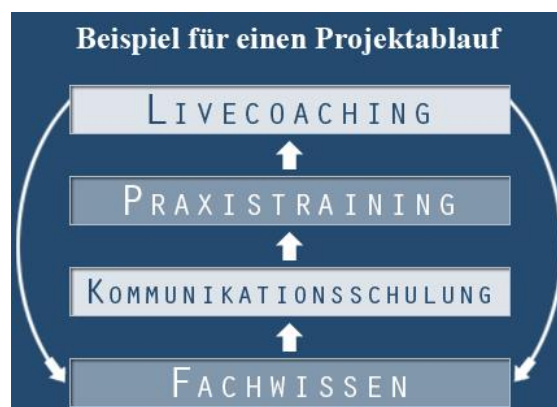 Beispiel für einen Projektablauf
LIVECOACHING
PRAXISTRAINING
KOMMUNIKATIONSSCHULUNG
FACHWISSEN